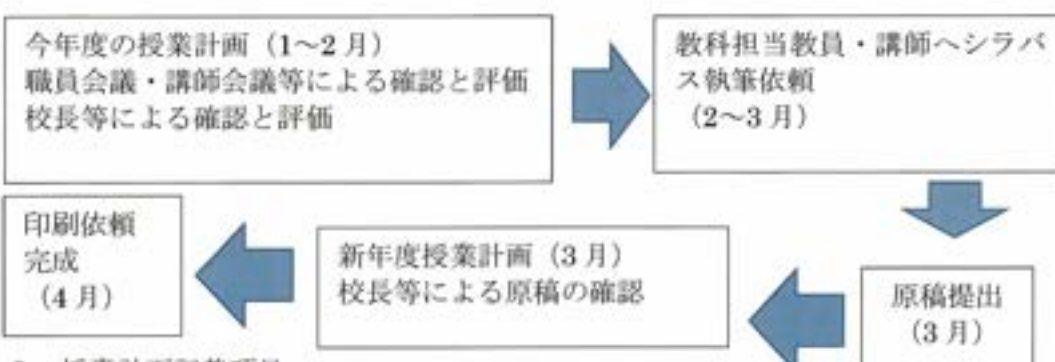 今年度の授業計画（1～2月）
職員会議・講師会議等による確認と評価
校長等による確認と評価
教科担当教員・講師へシラバ
ス執筆依頼
（2～3月）
原稿提出
（3月）
新年度授業計画（3月）
校長等による原稿の確認
印刷依頼
完成
（4月）